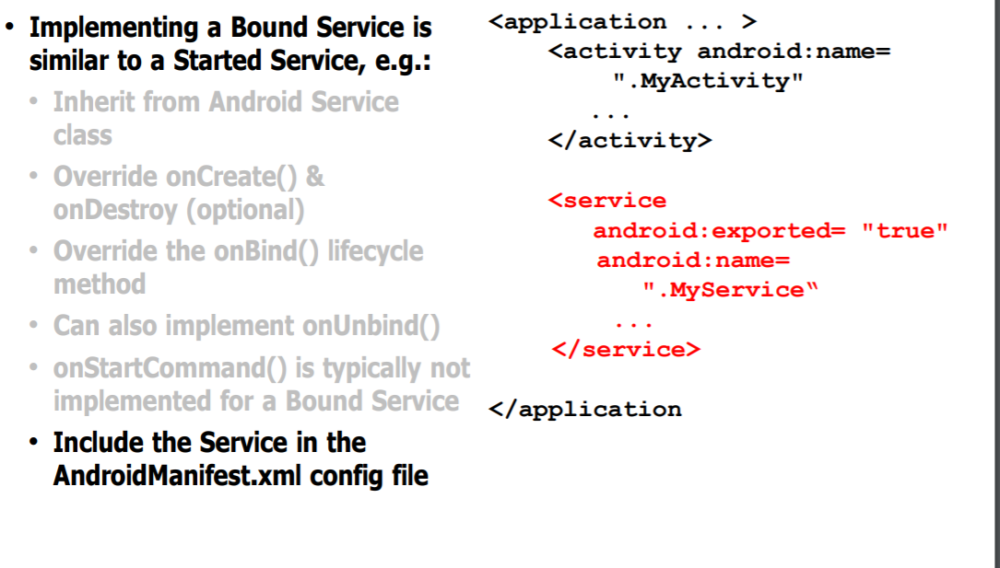 • Implementing a Bound Service is
similar to a Started Service, e.g.:
• Inherit from Android Service
class
• Override onCreate() &
onDestroy (optional)
• Override the onBind() lifecycle
method
• Can also implement onUnbind()
• onStartCommand() is typically not
implemented for a Bound Service
• Include the Service in the
AndroidManifest.xml config file
<application ... >
<activity android:name=
".MyActivity"
...
</activity>
<service
android:exported= "true"
android:name=
".MyService“
...
</service>
</application